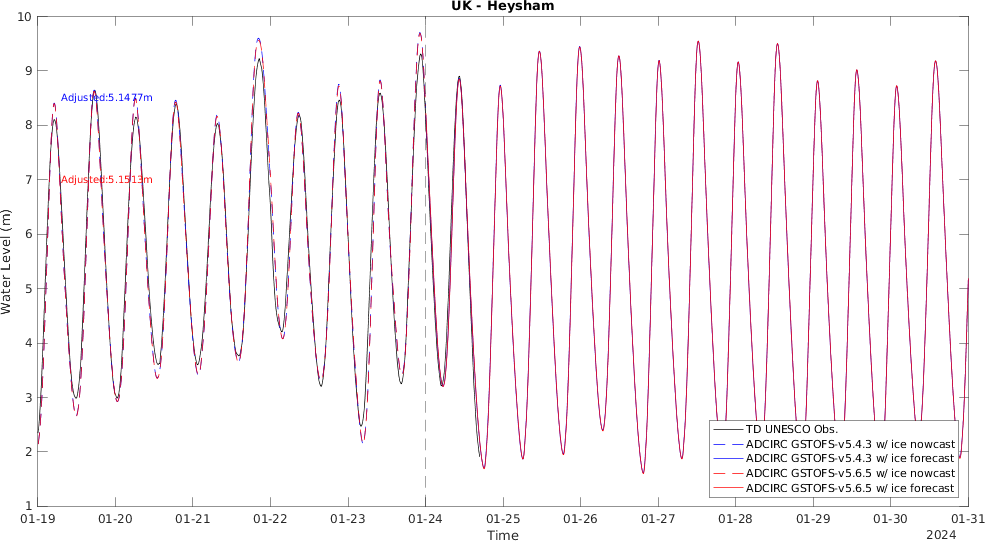 UK - Heysham
10
9
8
7
6
5
4
3
2
1
Water Level (m)
Adjusted:5.1477m
Adjusted:5.1513m
TD UNESCO Obs.
ADCIRC GSTOFS-v5.4.3 w/ ice nowcast
ADCIRC GSTOFS-v5.4.3 w/ ice forecast
ADCIRC GSTOFS-v5.6.5 w/ ice nowcast
ADCIRC GSTOFS-v5.6.5 w/ ice forecast
01-19 01-20 01-21 01-22 01-23 01-24 01-25 01-26 01-27 01-28 01-29 01-30 01-31
Time
2024